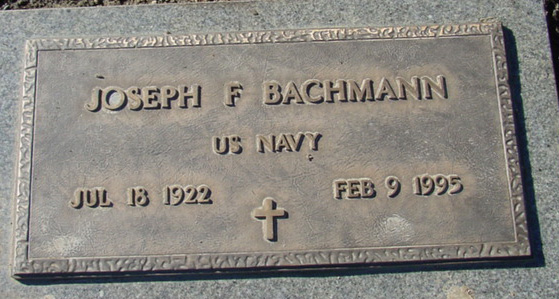 JOSEPH F BACHMANN
US NAVY
JUL 18 1922 FEB 9 1995